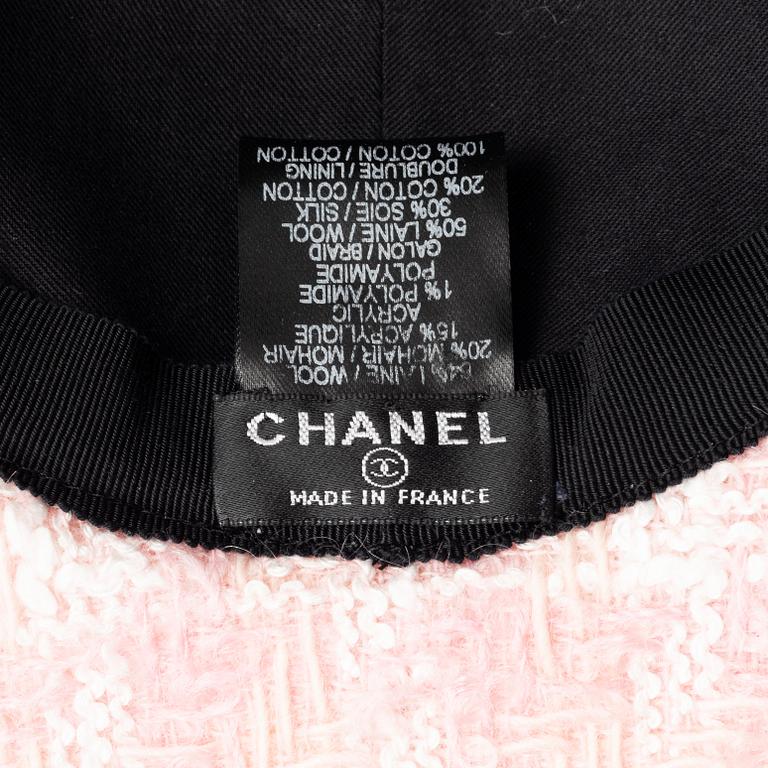 64% LAINE / WOOL
20% MOHAIR / MOHAIR
15% ACRYLIQUE
ACRYLIC
1% POLYAMIDE
POLYAMIDE
GALON / BRAID
50% LAINE / WOOL
30% SOIE / SILK
20% COTON / COTTON
DOUBLURE / LINING
100% COTON / COTTON
CHANEL
MADE IN FRANCE